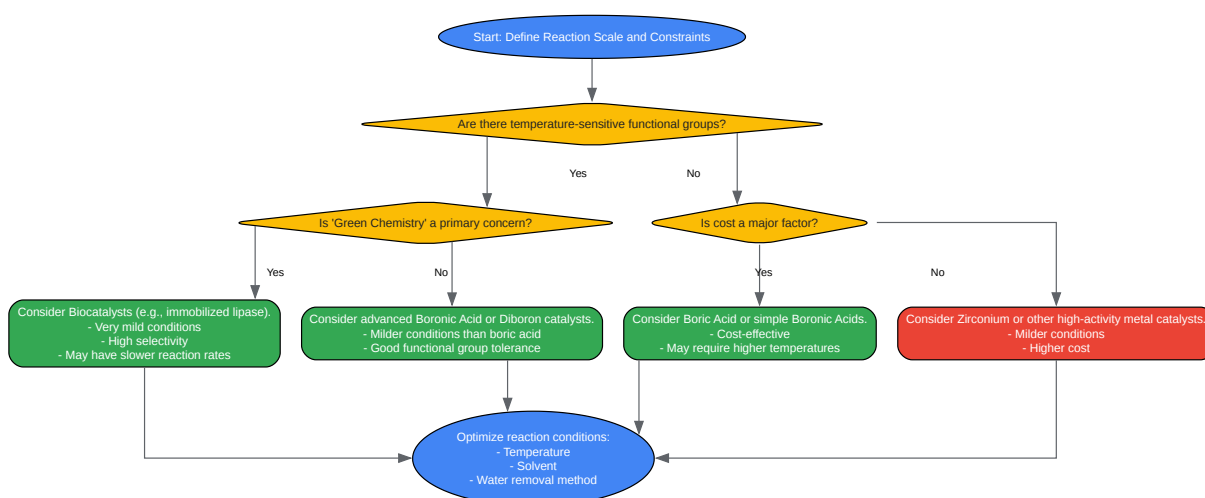 Start: Define Reaction Scale and Constraints
Are there temperature-sensitive functional groups?
Yes
No
Is 'Green Chemistry' a primary concern?
Is cost a major factor?
Yes
No
Yes
No
Consider Biocatalysts (e.g., immobilized lipase).
- Very mild conditions
- High selectivity
- May have slower reaction rates
Consider advanced Boronic Acid or Diboron catalysts.
- Milder conditions than boric acid
- Good functional group tolerance
Consider Boric Acid or simple Boronic Acids.
- Cost-effective
- May require higher temperatures
Consider Zirconium or other high-activity metal catalysts.
- Milder conditions
- Higher cost
Optimize reaction conditions:
- Temperature
- Solvent
- Water removal method